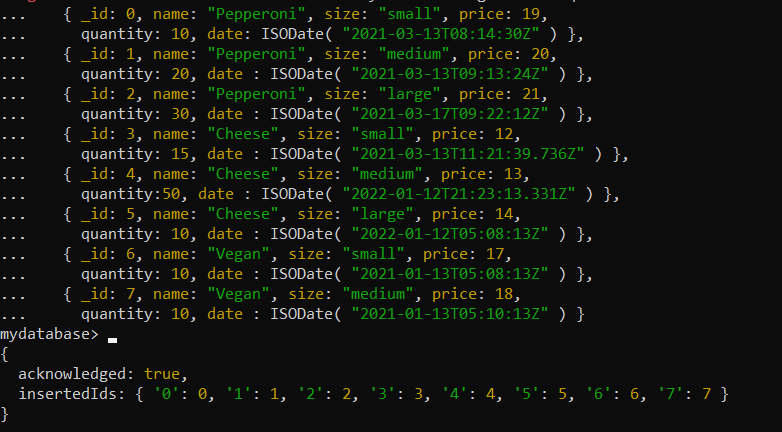 ...     { _id: 0, name: "Pepperoni", size: "small", price: 19,
...       quantity: 10, date: ISODate( "2021-03-13T08:14:30Z" ) },
...     { _id: 1, name: "Pepperoni", size: "medium", price: 20,
...       quantity: 20, date : ISODate( "2021-03-13T09:13:24Z" ) },
...     { _id: 2, name: "Pepperoni", size: "large", price: 21,
...       quantity: 30, date : ISODate( "2021-03-17T09:22:12Z" ) },
...     { _id: 3, name: "Cheese", size: "small", price: 12,
...       quantity: 15, date : ISODate( "2021-03-13T11:21:39.736Z" ) },
...     { _id: 4, name: "Cheese", size: "medium", price: 13,
...       quantity:50, date : ISODate( "2022-01-12T21:23:13.331Z" ) },
...     { _id: 5, name: "Cheese", size: "large", price: 14,
...       quantity: 10, date : ISODate( "2022-01-12T05:08:13Z" ) },
...     { _id: 6, name: "Vegan", size: "small", price: 17,
...       quantity: 10, date : ISODate( "2021-01-13T05:08:13Z" ) },
...     { _id: 7, name: "Vegan", size: "medium", price: 18,
...       quantity: 10, date : ISODate( "2021-01-13T05:10:13Z" ) }
mydatabase>
{
  acknowledged: true,
  insertedIds: { '0': 0, '1': 1, '2': 2, '3': 3, '4': 4, '5': 5, '6': 6, '7': 7 }
}